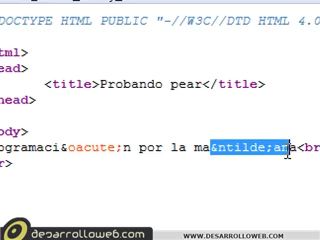 DOCTYPE HTML PUBLIC "-//W3C//DTD HTML 4.0
tml>
ead>
<title>Probando pear</title>
head>
ody>
ogramaci&oacute;n por la ma&ntilde;ana<br
r>
desarrolloweb.com
WWW.DESARROLLOWEB.COM